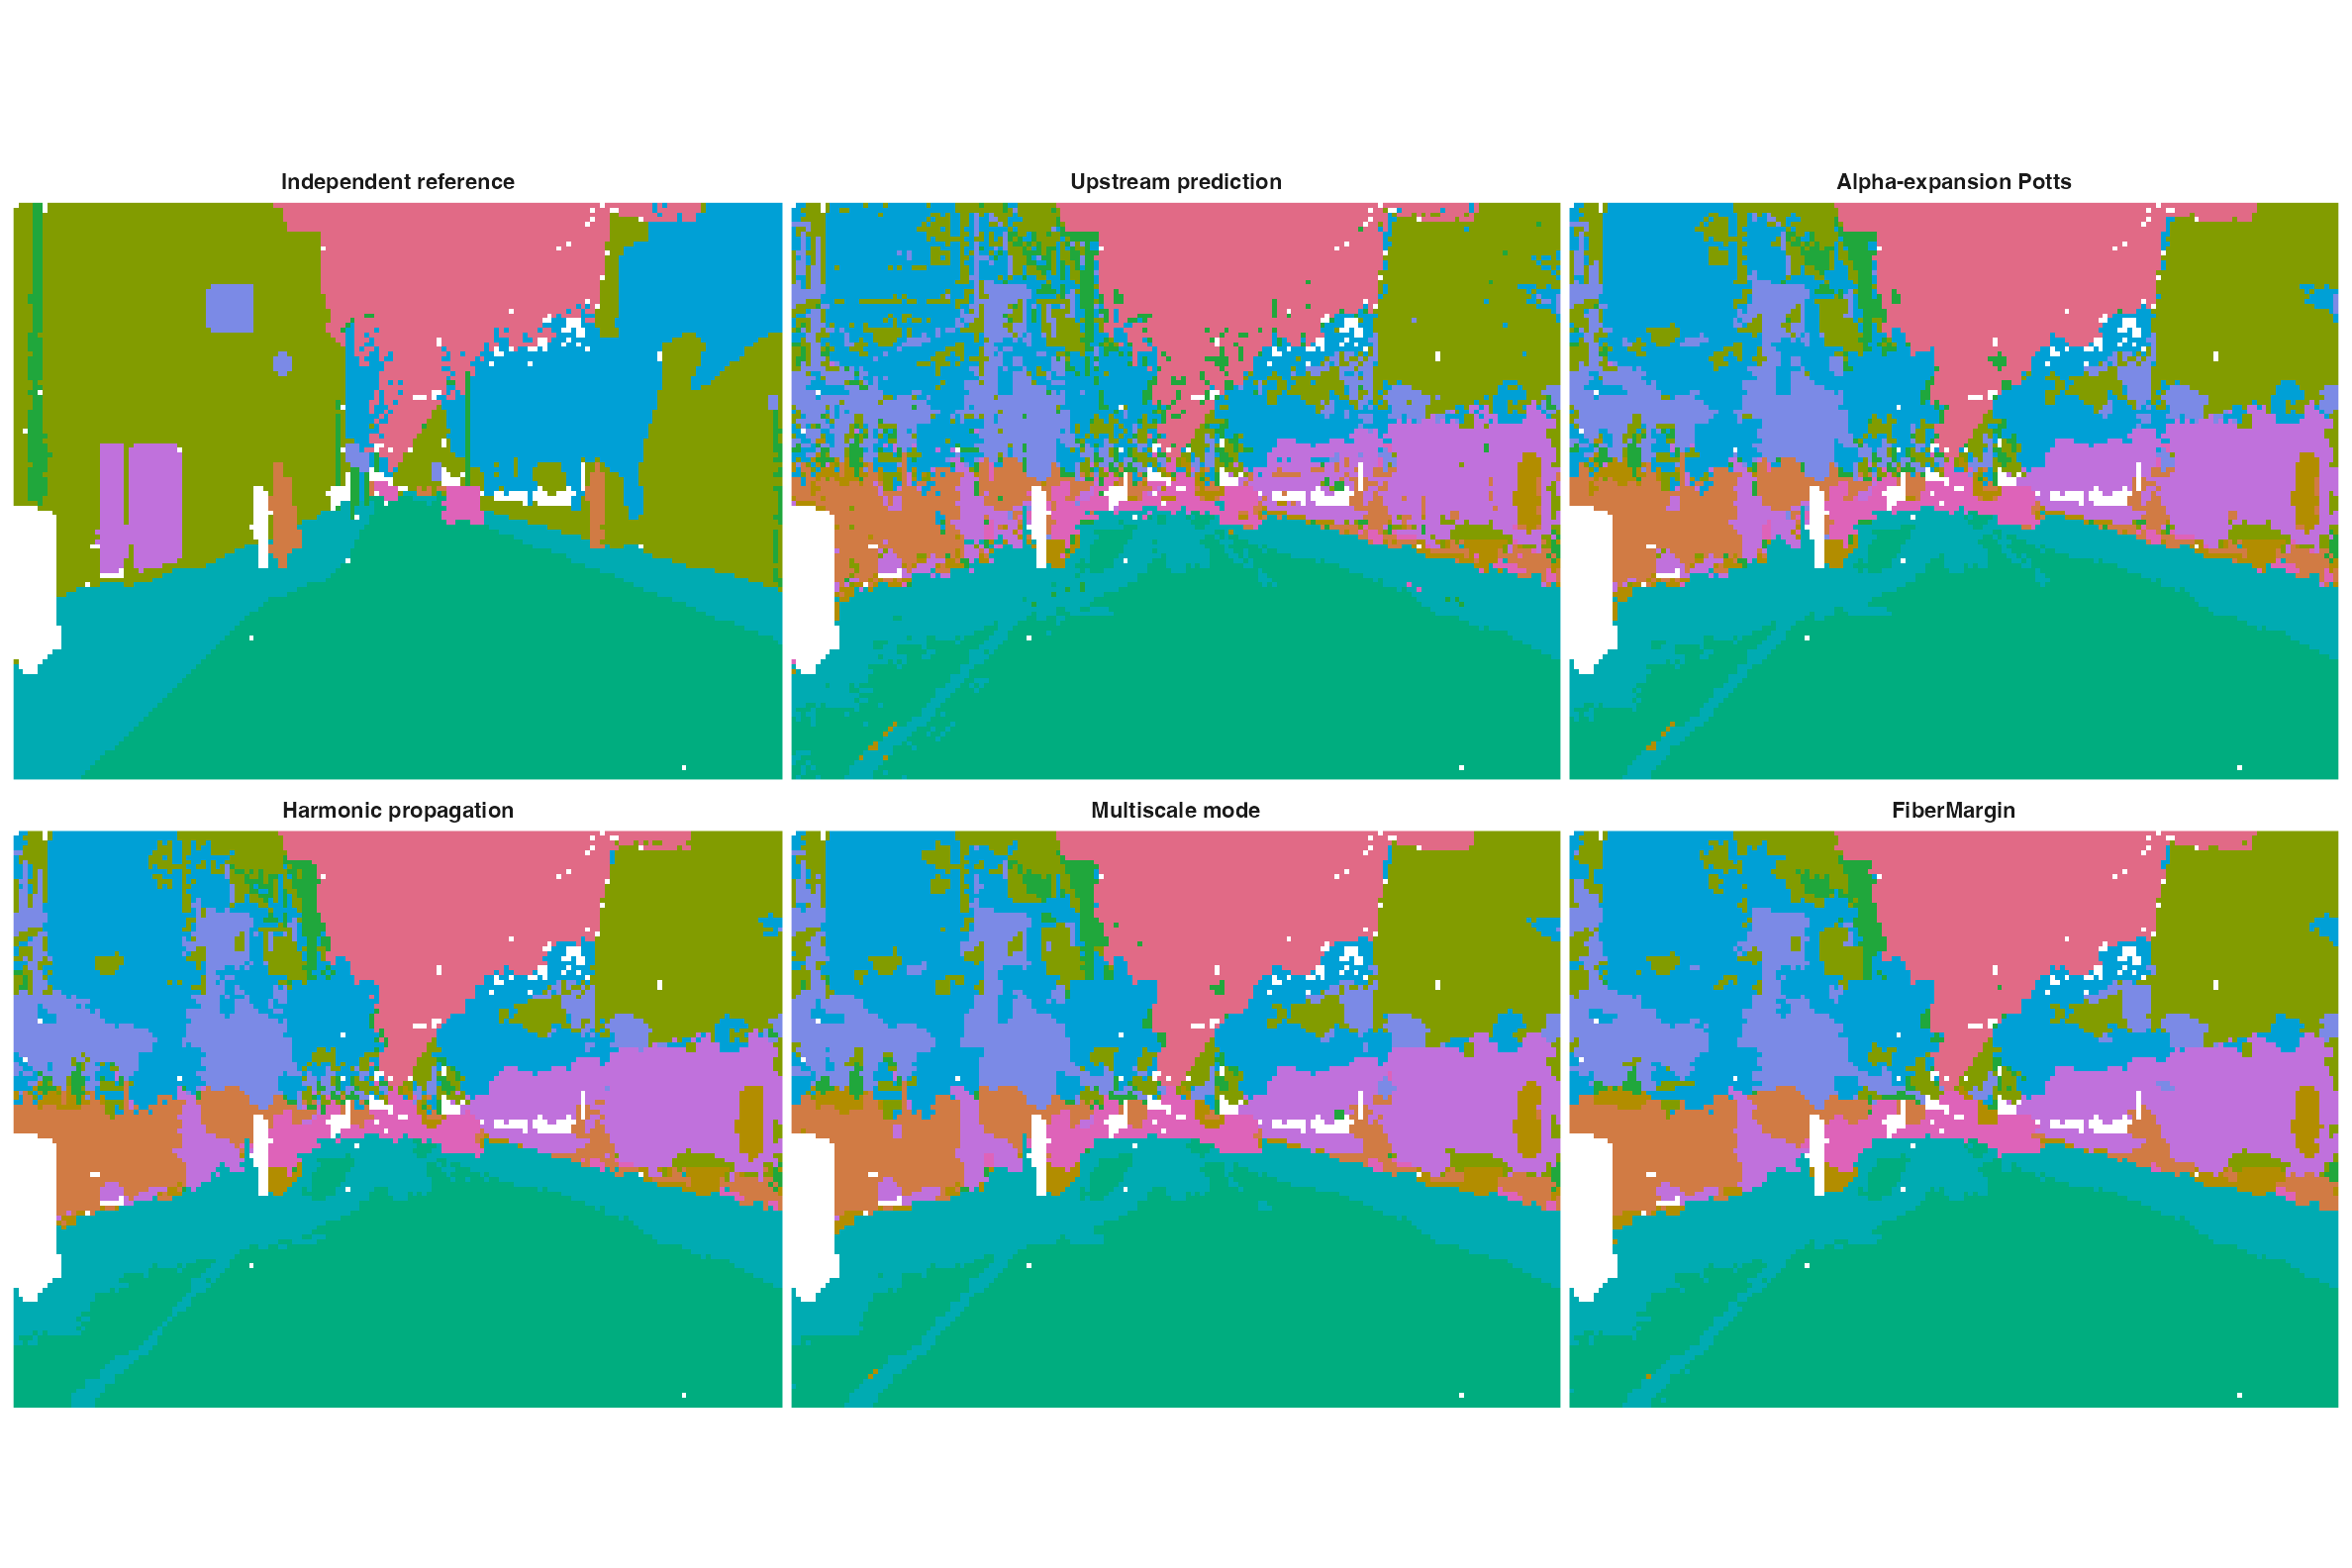 Independent reference
Upstream prediction
Alpha-expansion Potts
Harmonic propagation
Multiscale mode
FiberMargin